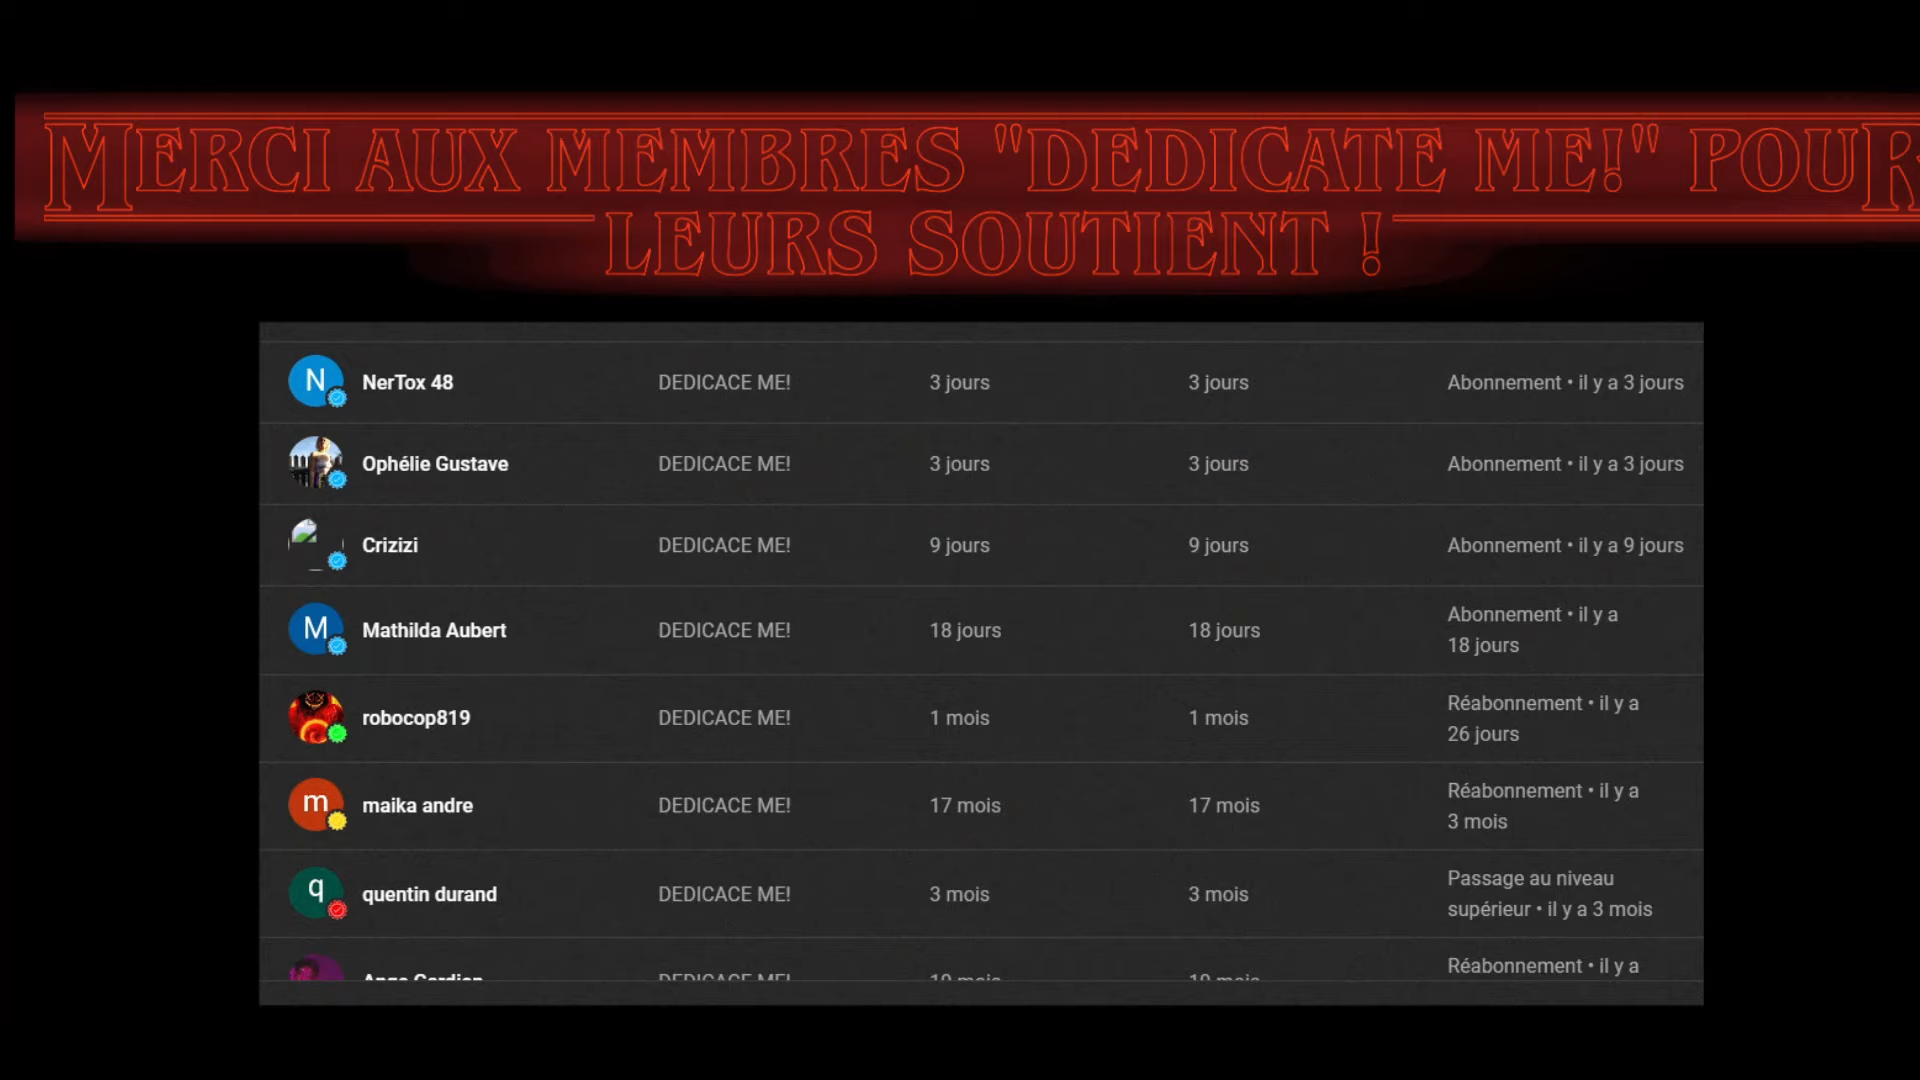 MERCI AUX MEMBRES "DEDICATE ME!" POUR
LEURS SOUTIENT !
N NerTox 48 DEDICACE ME! 3 jours 3 jours Abonnement • il y a 3 jours
Ophélie Gustave DEDICACE ME! 3 jours 3 jours Abonnement • il y a 3 jours
Crizizi DEDICACE ME! 9 jours 9 jours Abonnement • il y a 9 jours
M Mathilda Aubert DEDICACE ME! 18 jours 18 jours Abonnement • il y a
18 jours
robocop819 DEDICACE ME! 1 mois 1 mois Réabonnement • il y a
26 jours
m maika andre DEDICACE ME! 17 mois 17 mois Réabonnement • il y a
3 mois
q quentin durand DEDICACE ME! 3 mois 3 mois Passage au niveau
supérieur • il y a 3 mois
DEDICACE ME! Réabonnement • il y a